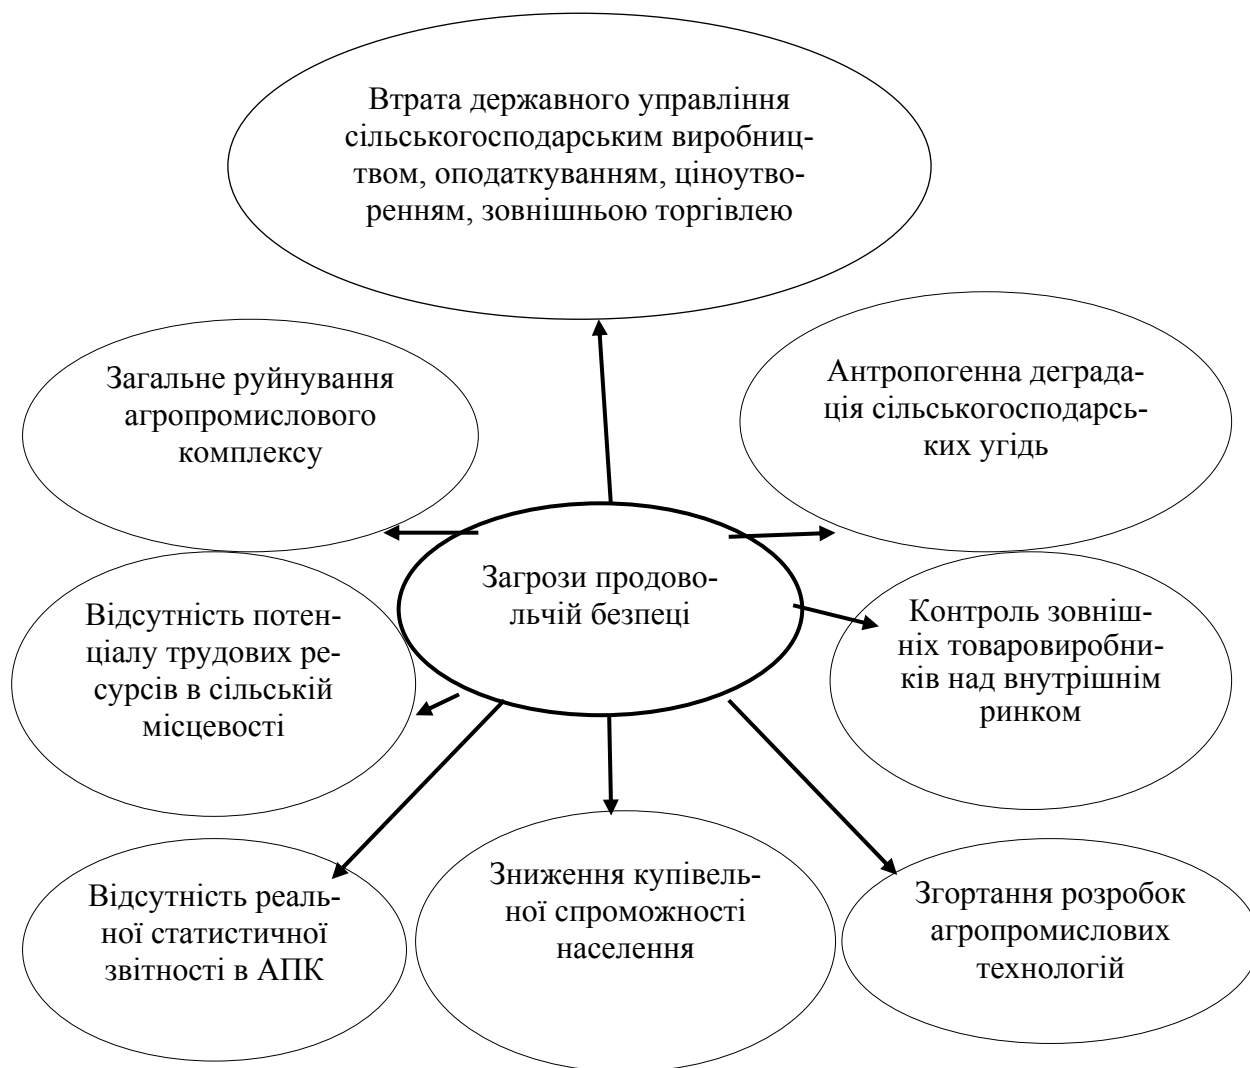 Втрата державного управління
сільськогосподарським виробниц-
твом, оподаткуванням, ціноутво-
ренням, зовнішньою торгівлею
Загальне руйнування
агропромислового
комплексу
Антропогенна деграда-
ція сільськогосподарсь-
ких угідь
Загрози продово-
льчій безпеці
Відсутність потен-
ціалу трудових ре-
сурсів в сільській
місцевості
Контроль зовніш-
ніх товаровиробни-
ків над внутрішнім
ринком
Відсутність реаль-
ної статистичної
звітності в АПК
Зниження купівель-
ної спроможності
населення
Згортання розробок
агропромислових
технологій